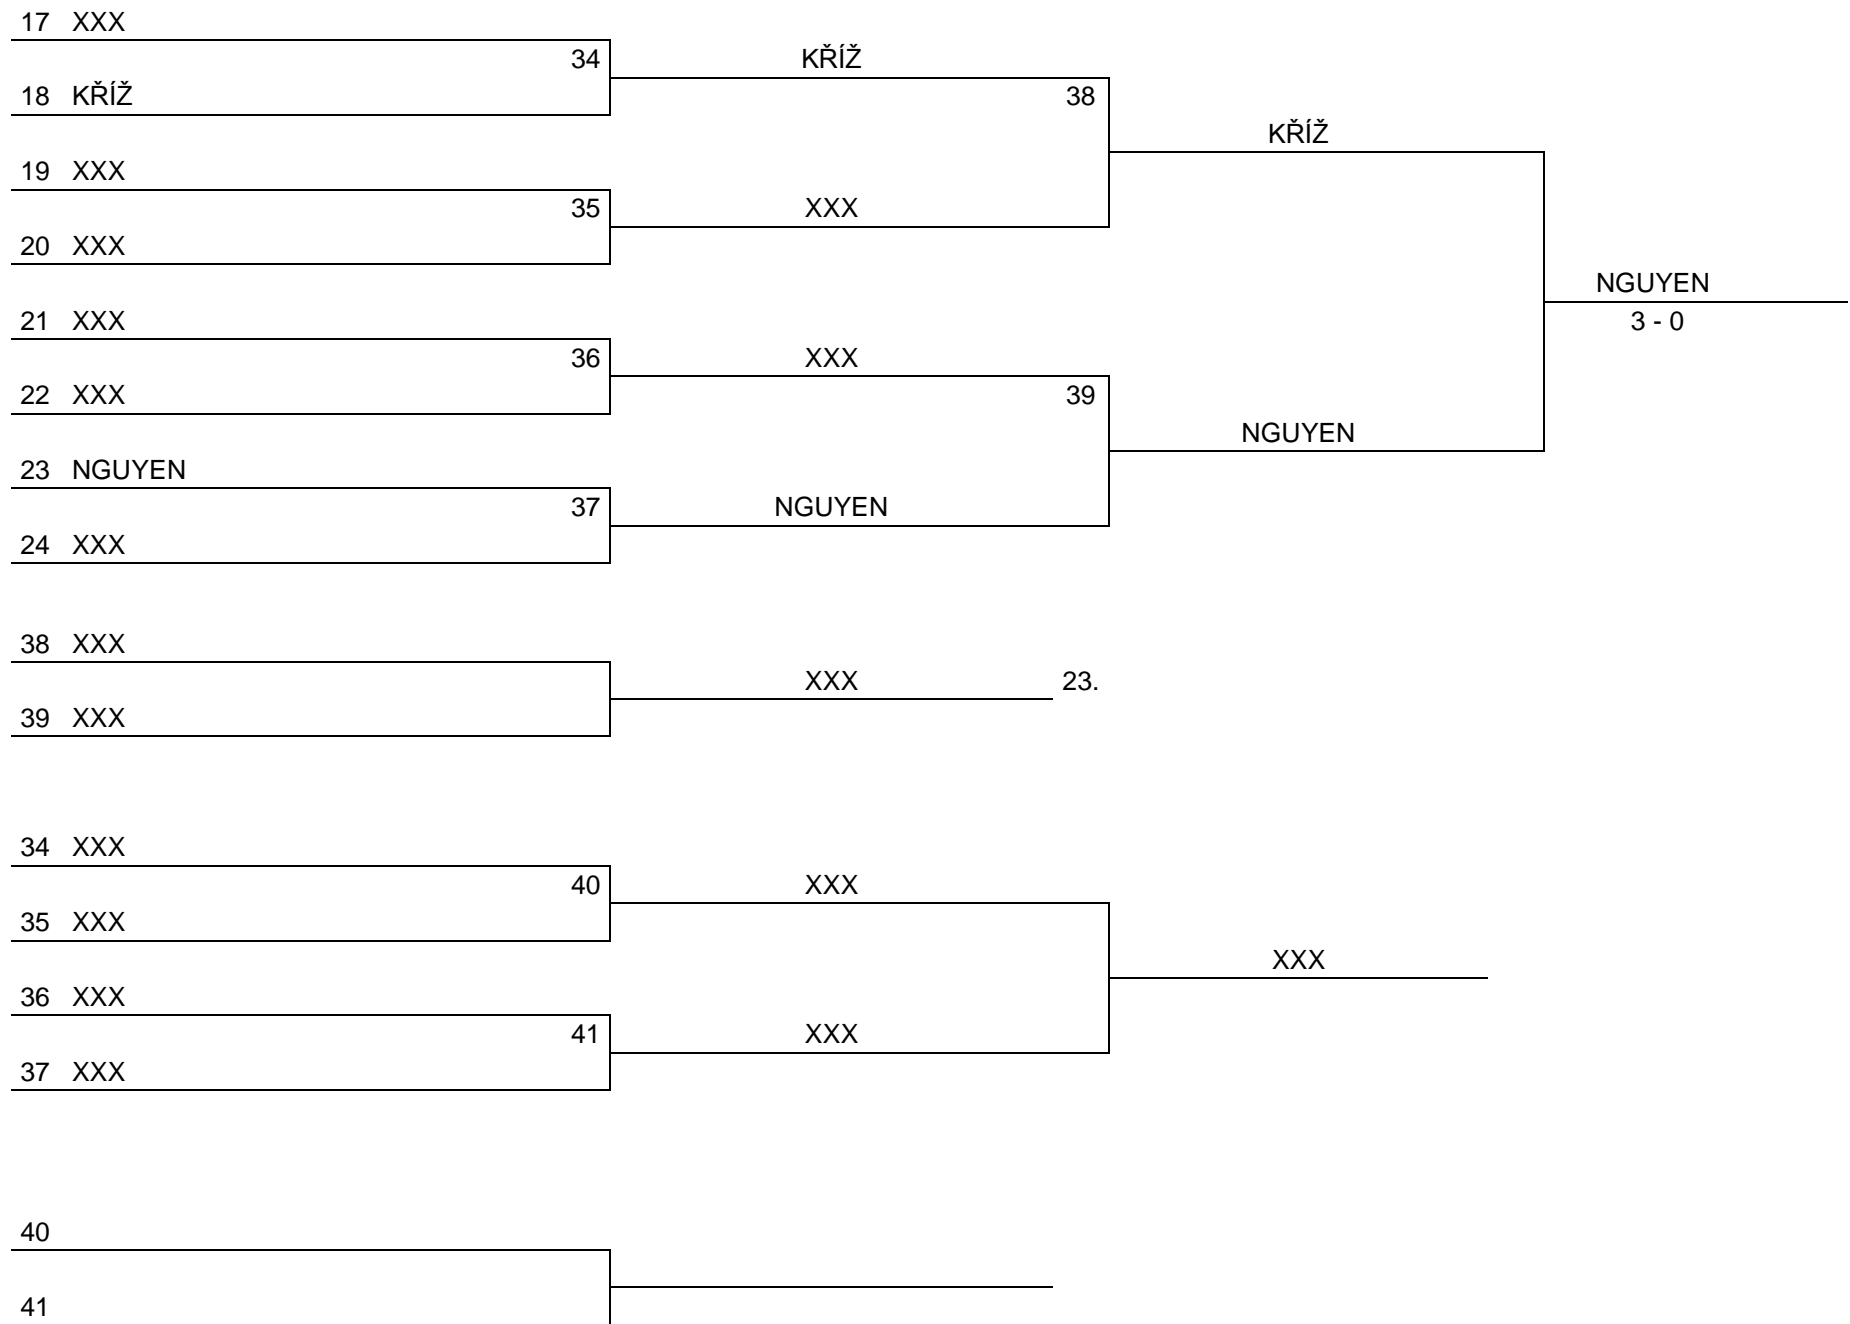 17 XXX
34 KŘÍŽ
18 KŘÍŽ 38
KŘÍŽ
19 XXX
35 XXX
20 XXX
NGUYEN
21 XXX 3 - 0
36 XXX
22 XXX 39
NGUYEN
23 NGUYEN
37 NGUYEN
24 XXX
38 XXX
XXX 23.
39 XXX
34 XXX
40 XXX
35 XXX
XXX
36 XXX
41 XXX
37 XXX
40
41